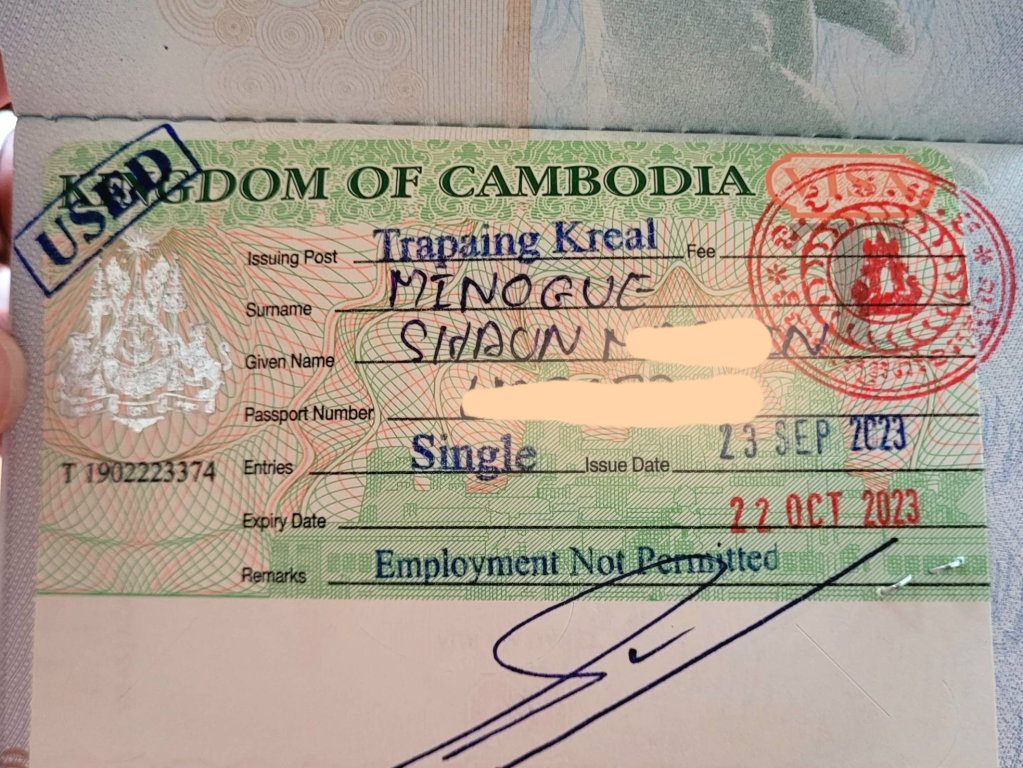 USED
KINGDOM OF CAMBODIA VISA
Issuing Post Trapaing Kreal Fee
Surname MINOGUE
Given Name SHAUN
Passport Number
T 1902223374
Entries Single Issue Date 23 SEP 2023
Expiry Date 22 OCT 2023
Remarks Employment Not Permitted